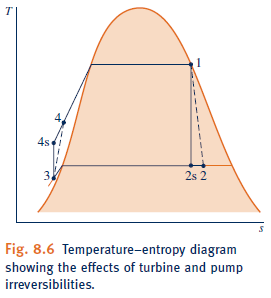 T
1
4
4s
3
2s 2
s
Fig. 8.6 Temperature–entropy diagram
showing the effects of turbine and pump
irreversibilities.